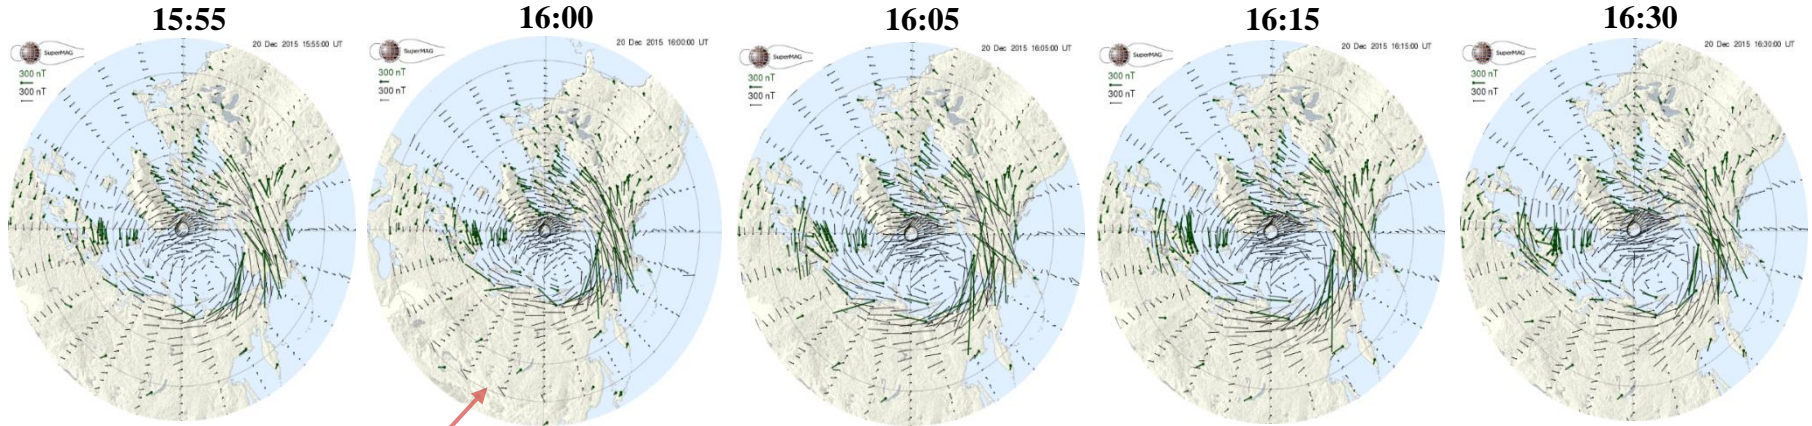 15:55
16:00
16:05
16:15
16:30
SuperMAG
20 Dec 2015 15:55:00 UT
300 nT
300 nT
SuperMAG
20 Dec 2015 16:00:00 UT
300 nT
300 nT
SuperMAG
20 Dec 2015 16:05:00 UT
300 nT
300 nT
SuperMAG
20 Dec 2015 16:15:00 UT
300 nT
300 nT
SuperMAG
20 Dec 2015 16:30:00 UT
300 nT
300 nT